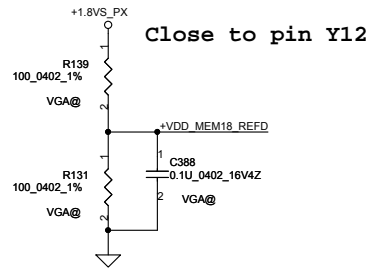 +1.8VS_PX
Close to pin Y12
1
R139
100_0402_1%
VGA@
2
+VDD_MEM18_REFD
1
1
R131
C388
100_0402_1%
0.1U_0402_16V4Z
2
VGA@
VGA@
2